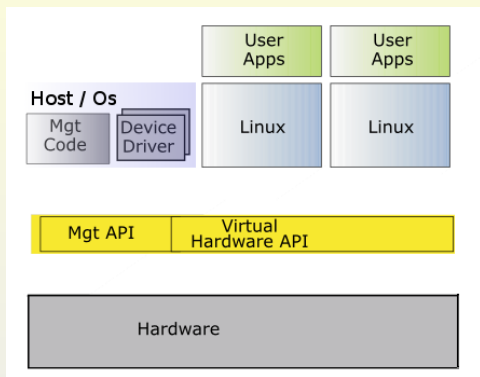 User
Apps
User
Apps
Host / Os
Mgt
Code
Device
Driver
Linux
Linux
Mgt API
Virtual
Hardware API
Hardware